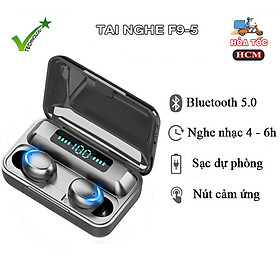 TECHNOLOGY
TAI NGHE F9-5
HỎA TỐC
HCM
Bluetooth 5.0
Nghe nhạc 4 - 6h
Sạc dự phòng
Nút cảm ứng
100